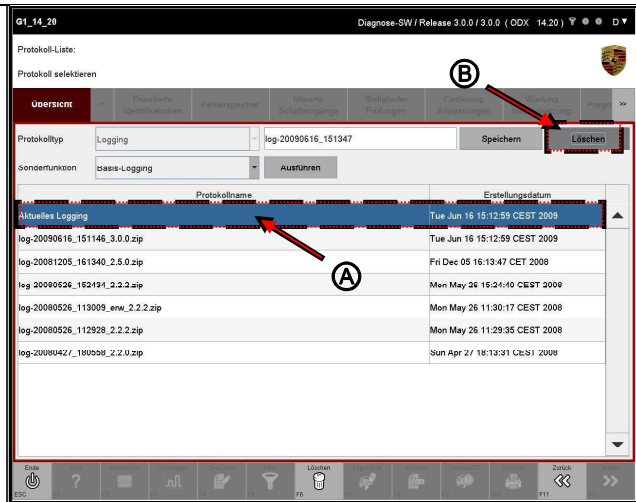 G1_14_20 Diagnose-SW / Release 3.0.0 / 3.0.0 ( ODX 14.20 ) D
Protokoll-Liste:
Protokoll selektieren
B
Übersicht Erweiterte Identifikationen Fehlerspeicher Istwerte Stellglieder Prüfungen Codierung Anpassungen Wartung »
Protokolltyp Logging log-20090616_151347 Speichern Löschen
Sonderfunktion Basis-Logging Ausführen
Protokollname Erstellungsdatum
Aktuelles Logging Tue Jun 16 15:12:59 CEST 2009
log-20090616_151146_3.0.0.zip Tue Jun 16 15:12:59 CEST 2009
log-20081205_161340_2.5.0.zip Fri Dec 05 16:13:47 CET 2008
A
log-20080526_152434_2.2.2.zip Mon May 26 15:24:40 CEST 2008
log-20080526_113009_erw_2.2.2.zip Mon May 26 11:30:17 CEST 2008
log-20080526_112928_2.2.2.zip Mon May 26 11:29:35 CEST 2008
log-20080427_180558_2.2.0.zip Sun Apr 27 18:13:31 CEST 2008
Ende Löschen Zurück
ESC F6 F11